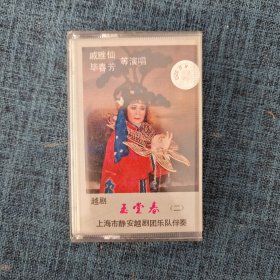 戚雅仙
毕春芳 等演唱
越剧 玉堂春 (二)
上海市静安越剧团乐队伴奏